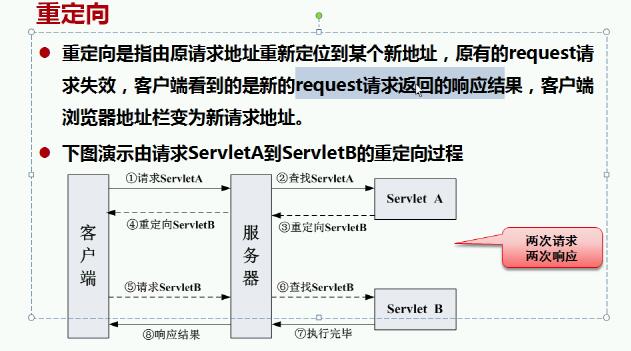 重定向
重定向是指由原请求地址重新定位到某个新地址，原有的request请
求失效，客户端看到的是新的request请求返回的响应结果，客户端
浏览器地址栏变为新请求地址。
下图演示由请求ServletA到ServletB的重定向过程
①请求ServletA
②查找ServletA
Servlet A
④重定向ServletB
③重定向ServletB
客户端
服务器
两次请求
两次响应
⑤请求ServletB
⑥查找ServletB
Servlet B
⑧响应结果
⑦执行完毕